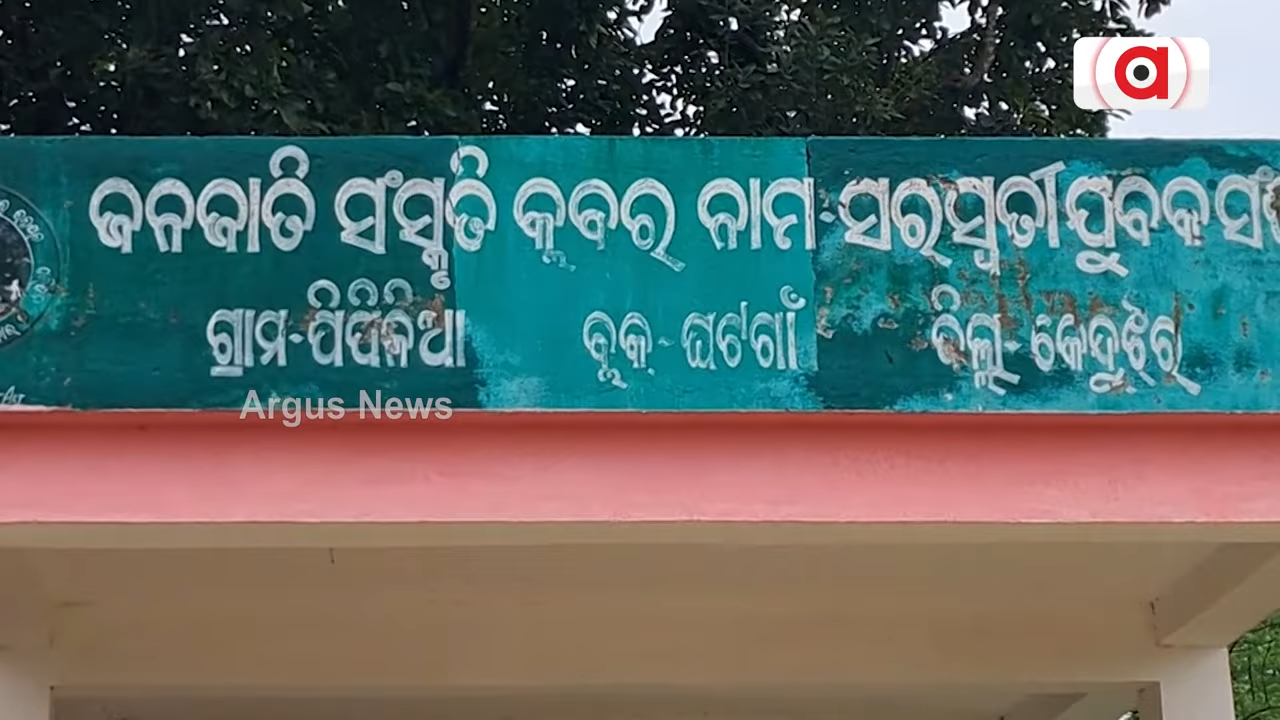 ଜନଜାତି ସଂସ୍କୃତି କ୍ଲବର ନାମ-ସରସ୍ୱତୀ ଯୁବକ
ଗ୍ରାମ-ପିପିଳିଆ ବ୍ଲକ- ଘଟଗାଁ ଜିଲ୍ଲା- କେନ୍ଦୁଝର
Argus News